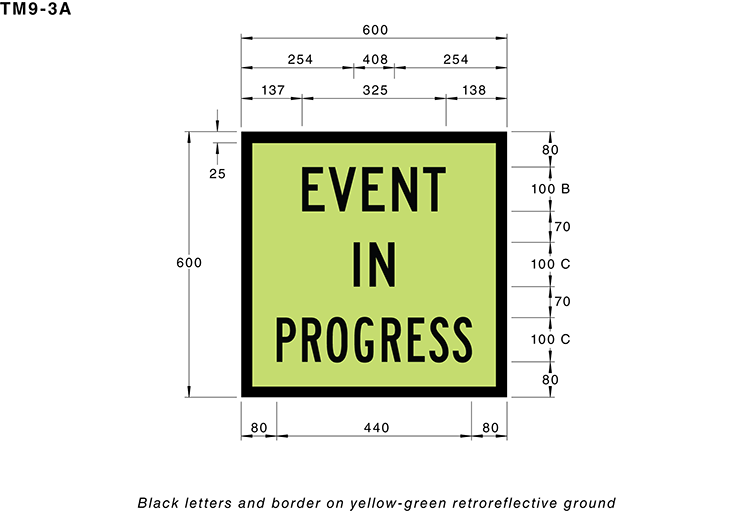 TM9-3A
600
254 408 254
137 325 138
25
600
80
100 B
70
100 C
70
100 C
80
EVENT
IN
PROGRESS
80 440 80
Black letters and border on yellow-green retroreflective ground